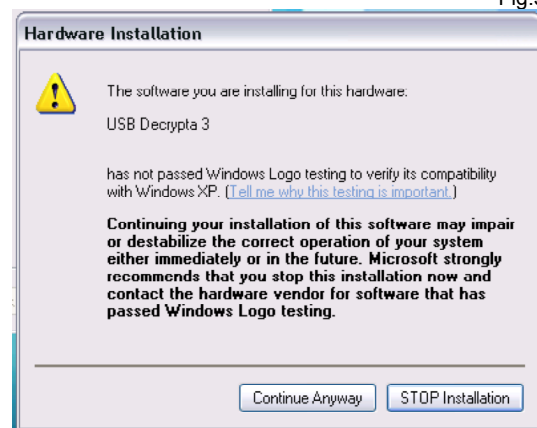 Hardware Installation
The software you are installing for this hardware:
USB Decrypta 3
has not passed Windows Logo testing to verify its compatibility
with Windows XP. (Tell me why this testing is important.)
Continuing your installation of this software may impair
or destabilize the correct operation of your system
either immediately or in the future. Microsoft strongly
recommends that you stop this installation now and
contact the hardware vendor for software that has
passed Windows Logo testing.
Continue Anyway
STOP Installation